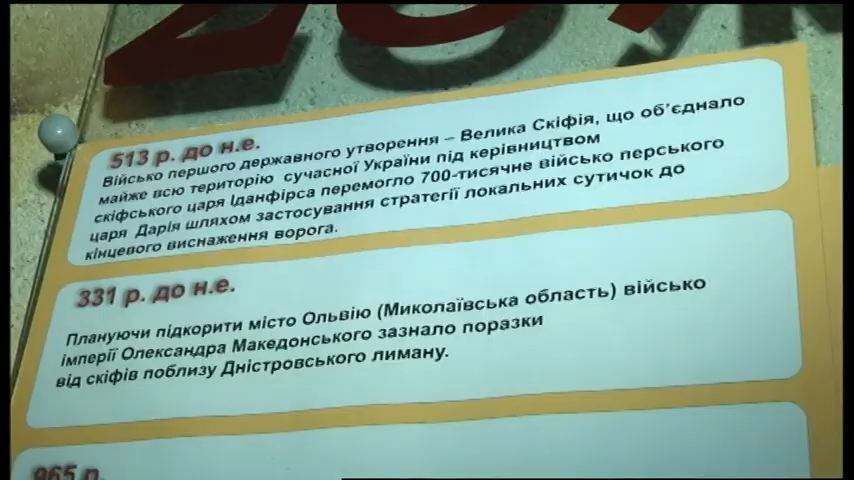 513 р. до н.е.
Військо першого державного утворення – Велика Скіфія, що об'єднало
майже всю територію сучасної України під керівництвом
скіфського царя Іданфірса перемогло 700-тисячне військо перського
царя Дарія шляхом застосування стратегії локальних сутичок до
кінцевого виснаження ворога.
331 р. до н.е.
Плануючи підкорити місто Ольвію (Миколаївська область) військо
імперії Олександра Македонського зазнало поразки
від скіфів поблизу Дністровського лиману.
965 р.